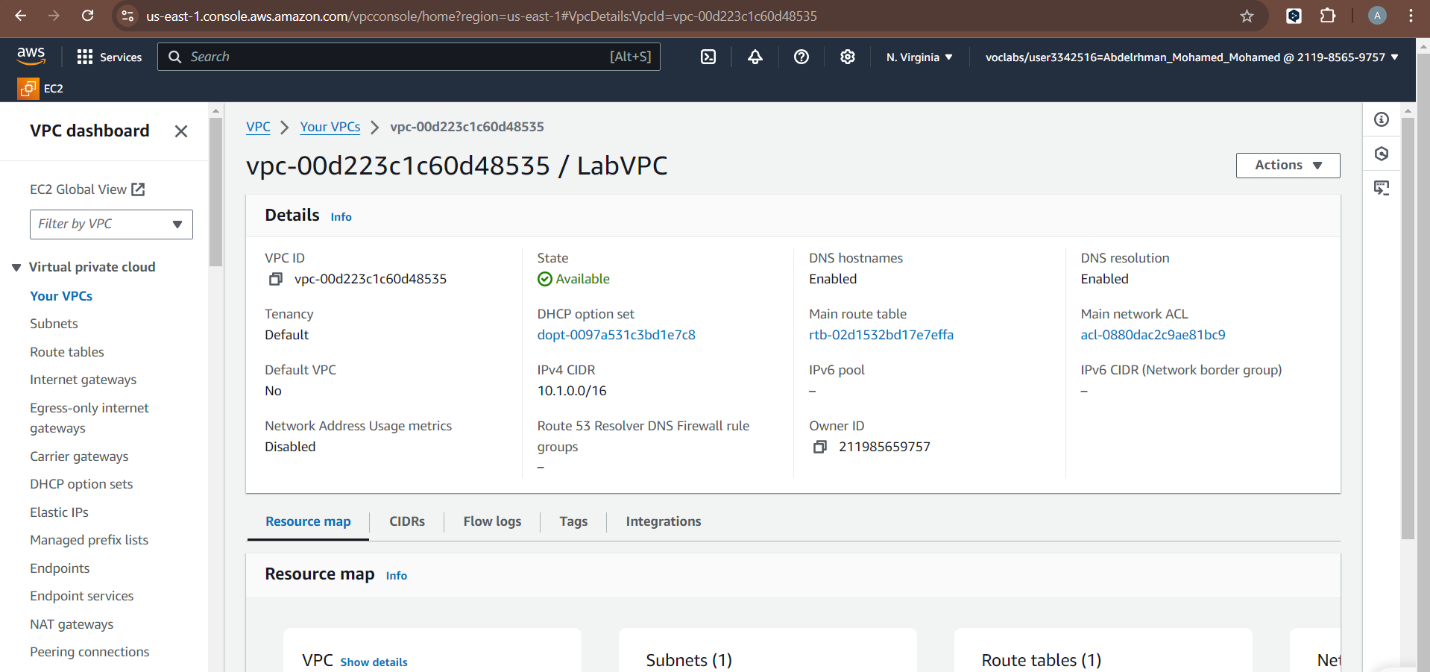 us-east-1.console.aws.amazon.com/vpcconsole/home?region=us-east-1#VpcDetails:VpcId=vpc-00d223c1c60d48535
A
aws
Services
Search
[Alt+S]
N. Virginia
voclabs/user3342516=Abdelrhman_Mohamed_Mohamed @ 2119-8565-9757
EC2
VPC dashboard
EC2 Global View
Filter by VPC
Virtual private cloud
Your VPCs
Subnets
Route tables
Internet gateways
Egress-only internet
gateways
Carrier gateways
DHCP option sets
Elastic IPs
Managed prefix lists
Endpoints
Endpoint services
NAT gateways
Peering connections
VPC
Your VPCs
vpc-00d223c1c60d48535
vpc-00d223c1c60d48535 / LabVPC
Actions
Details Info
VPC ID
vpc-00d223c1c60d48535
State
Available
DNS hostnames
Enabled
DNS resolution
Enabled
Tenancy
Default
DHCP option set
dopt-0097a531c3bd1e7c8
Main route table
rtb-02d1532bd17e7effa
Main network ACL
acl-0880dac2c9ae81bc9
Default VPC
No
IPv4 CIDR
10.1.0.0/16
IPv6 pool
–
IPv6 CIDR (Network border group)
–
Network Address Usage metrics
Disabled
Route 53 Resolver DNS Firewall rule
groups
–
Owner ID
211985659757
Resource map
CIDRs
Flow logs
Tags
Integrations
Resource map Info
VPC Show details
Subnets (1)
Route tables (1)